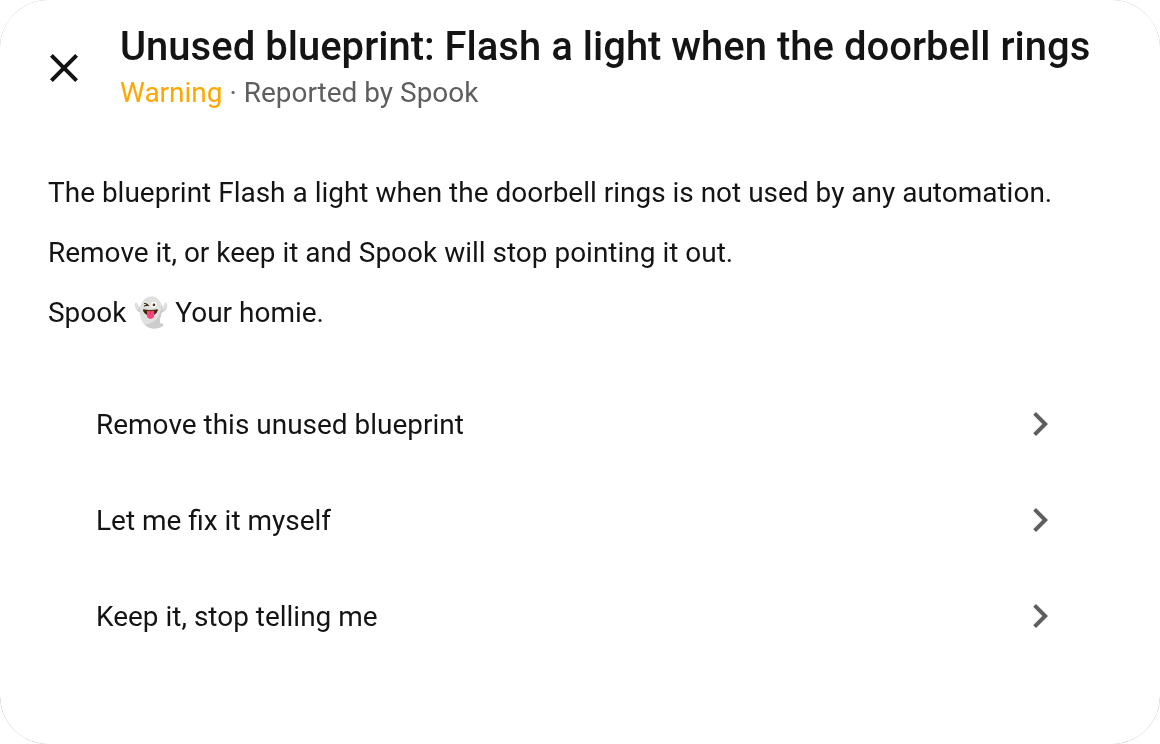 Unused blueprint: Flash a light when the doorbell rings
Warning · Reported by Spook
The blueprint Flash a light when the doorbell rings is not used by any automation.
Remove it, or keep it and Spook will stop pointing it out.
Spook 👻 Your homie.
Remove this unused blueprint
Let me fix it myself
Keep it, stop telling me